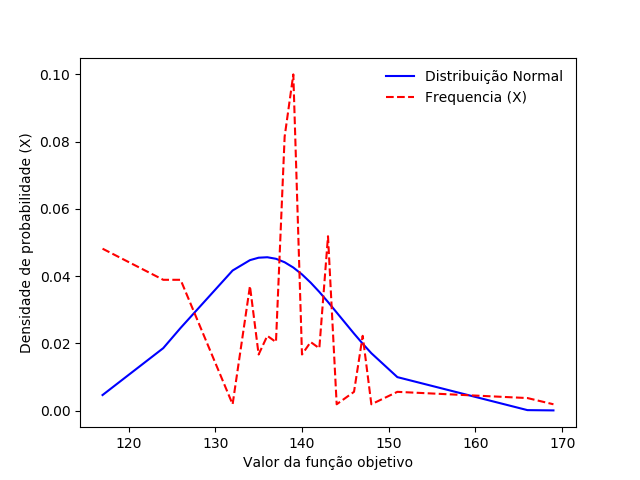 Distribuição Normal
Frequencia (X)
0.10
0.08
0.06
0.04
0.02
0.00
Densidade de probabilidade (X)
120 130 140 150 160 170
Valor da função objetivo